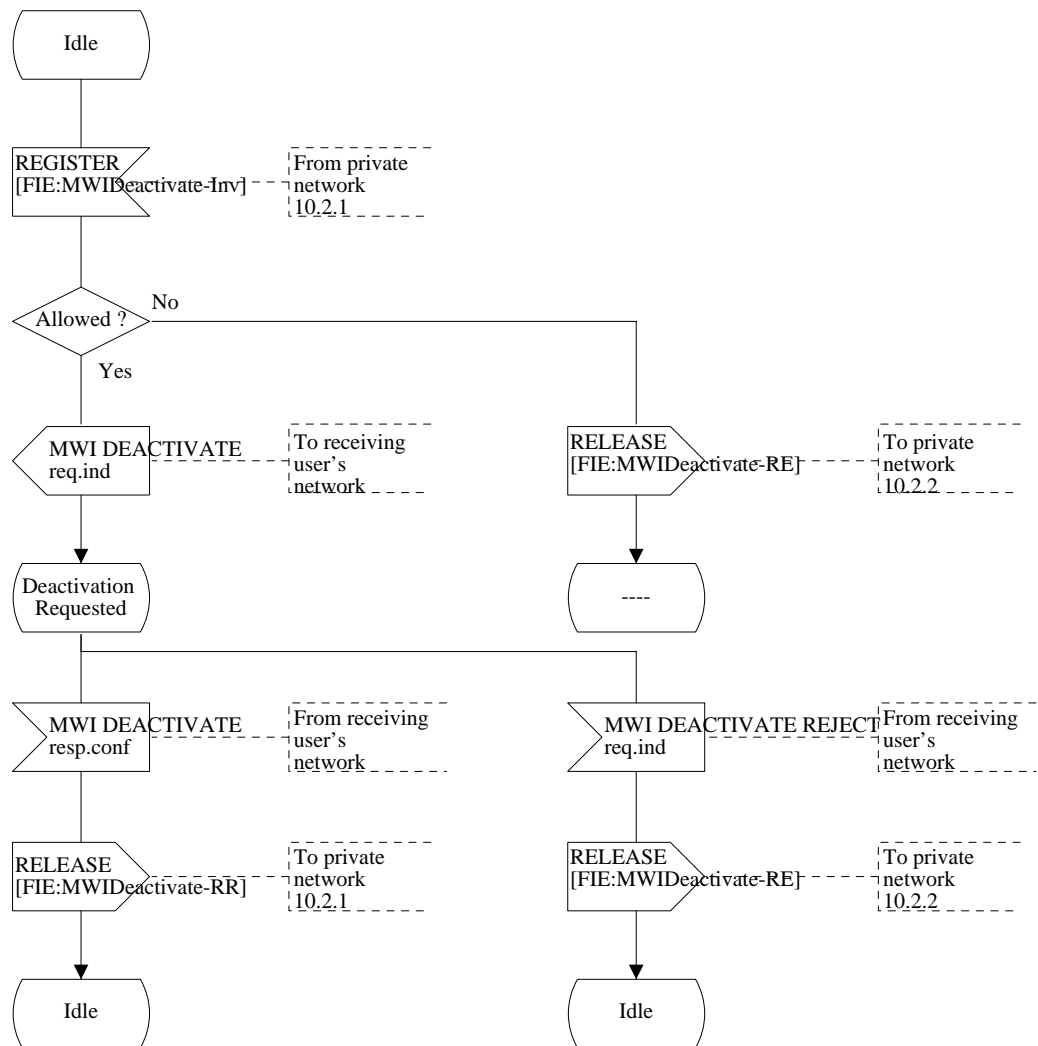 Idle
REGISTER
[FIE:MWIDeactivate-Inv]
From private
network
10.2.1
Allowed ?
No
Yes
MWI DEACTIVATE
req.ind
To receiving
user's
network
RELEASE
[FIE:MWIDeactivate-RE]
To private
network
10.2.2
Deactivation
Requested
----
MWI DEACTIVATE
resp.conf
From receiving
user's
network
MWI DEACTIVATE REJECT
req.ind
From receiving
user's
network
RELEASE
[FIE:MWIDeactivate-RR]
To private
network
10.2.1
RELEASE
[FIE:MWIDeactivate-RE]
To private
network
10.2.2
Idle
Idle